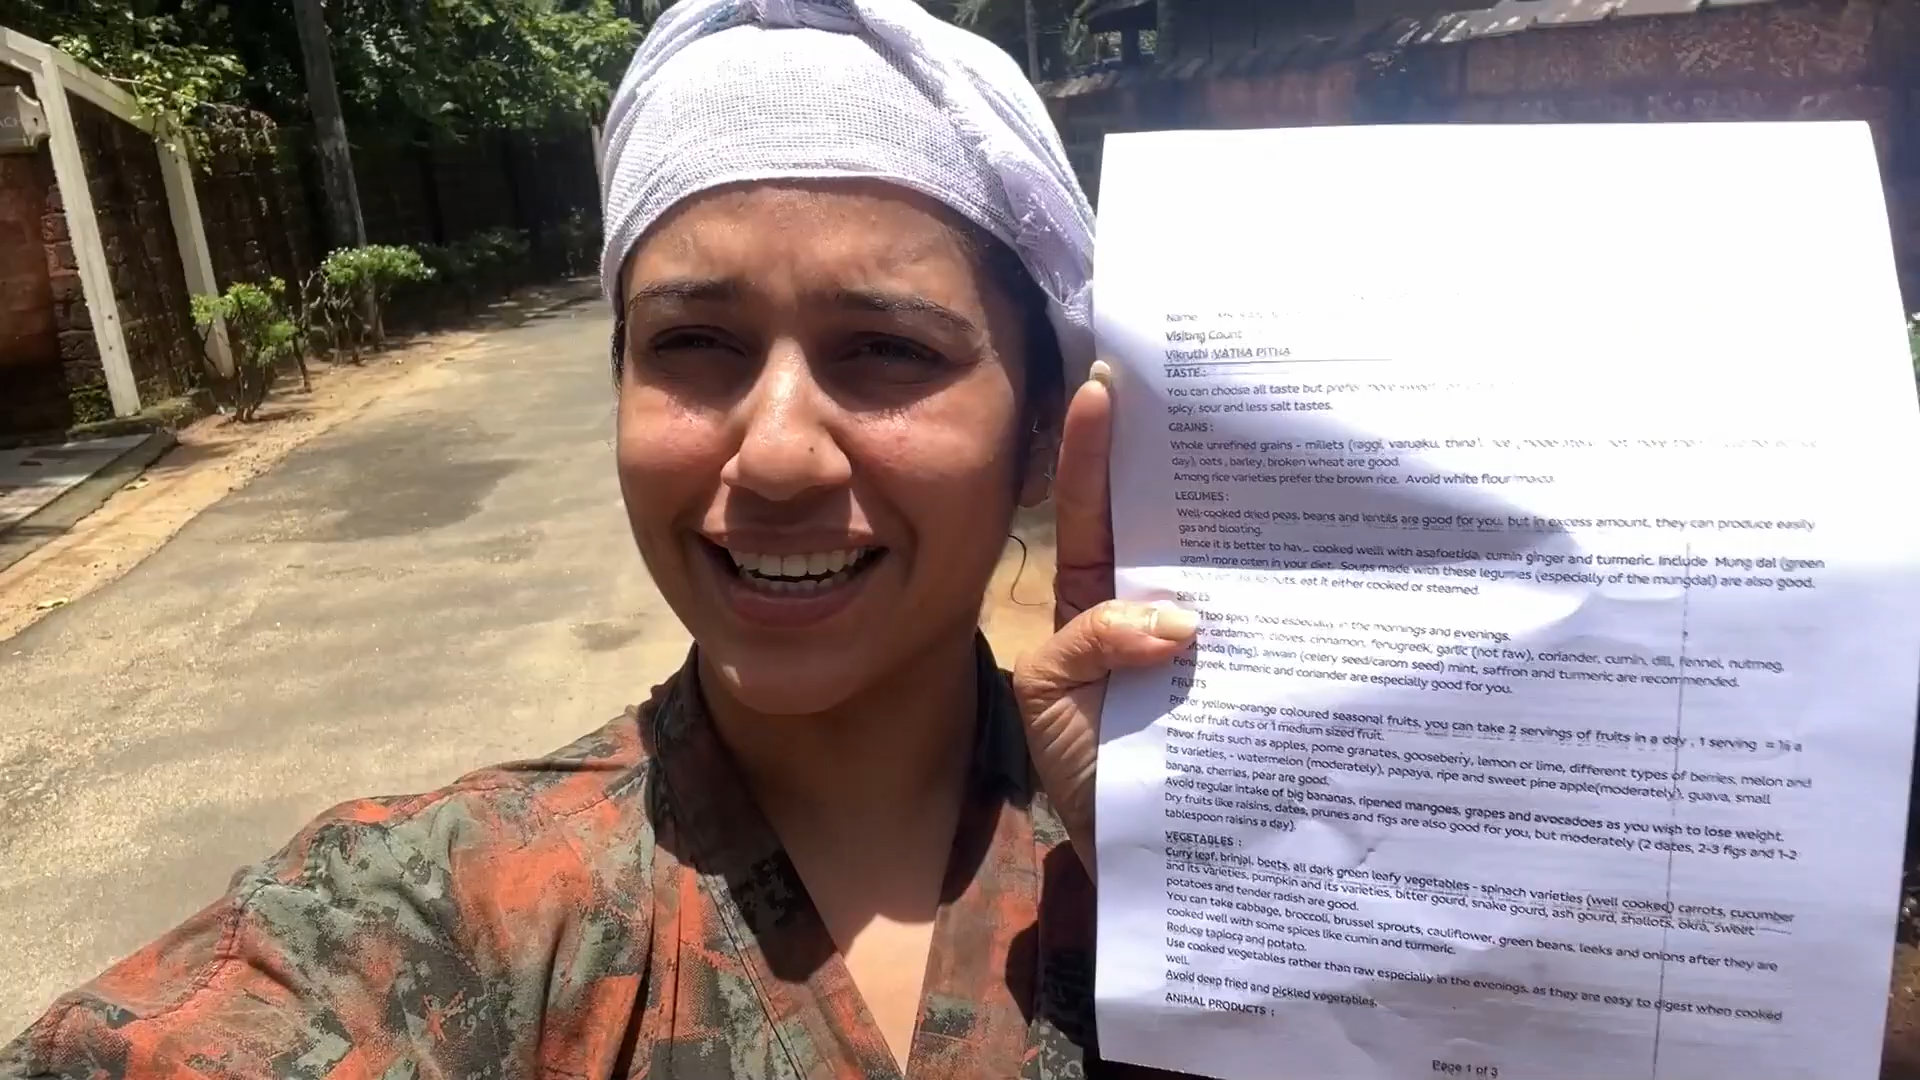 Name
Visiting Count
Vikruthi :VATHA PITHA
TASTE:
You can choose all taste but prefer more sweet
spicy, sour and less salt tastes.
GRAINS :
Whole unrefined grains - millets (raggi, varugku, thinai
day), oats , barley, broken wheat are good.
Among rice varieties prefer the brown rice. Avoid white flour maida
LEGUMES :
Well-cooked dried peas, beans and lentils are good for you, but in excess amount, they can produce easily
gas and bloating.
Hence it is better to have cooked welll with asafoetida, cumin ginger and turmeric. Include Mung dal (green
gram) more often in your diet. Soups made with these legumes (especially of the mungdal) are also good.
eat it either cooked or steamed.
SPICES
too spicy food especially in the mornings and evenings.
cardamom, cloves, cinnamon, fenugreek, garlic (not raw), coriander, cumin, dill, fennel, nutmeg,
(hing), ajwain (celery seed/carom seed) mint, saffron and turmeric are recommended.
Fenugreek, turmeric and coriander are especially good for you.
FRUITS
Prefer yellow-orange coloured seasonal fruits, you can take 2 servings of fruits in a day , 1 serving = ½ a
bowl of fruit cuts or 1 medium sized fruit.
Favor fruits such as apples, pome granates, gooseberry, lemon or lime, different types of berries, melon and
its varieties, - watermelon (moderately), papaya, ripe and sweet pine apple(moderately), guava, small
banana, cherries, pear are good.
Avoid regular intake of big bananas, ripened mangoes, grapes and avocadoes as you wish to lose weight.
Dry fruits like raisins, dates, prunes and figs are also good for you, but moderately (2 dates, 2-3 figs and 1-2
tablespoon raisins a day).
VEGETABLES :
Curry leaf, brinjal, beets, all dark green leafy vegetables - spinach varieties (well cooked) carrots, cucumber
and its varieties, pumpkin and its varieties, bitter gourd, snake gourd, ash gourd, shallots, okra, sweet
potatoes and tender radish are good.
You can take cabbage, broccoli, brussel sprouts, cauliflower, green beans, leeks and onions after they are
cooked well with some spices like cumin and turmeric.
Reduce tapioca and potato.
Use cooked vegetables rather than raw especially in the evenings, as they are easy to digest when cooked
well.
Avoid deep fried and pickled vegetables.
ANIMAL PRODUCTS :
Page 1 of 3